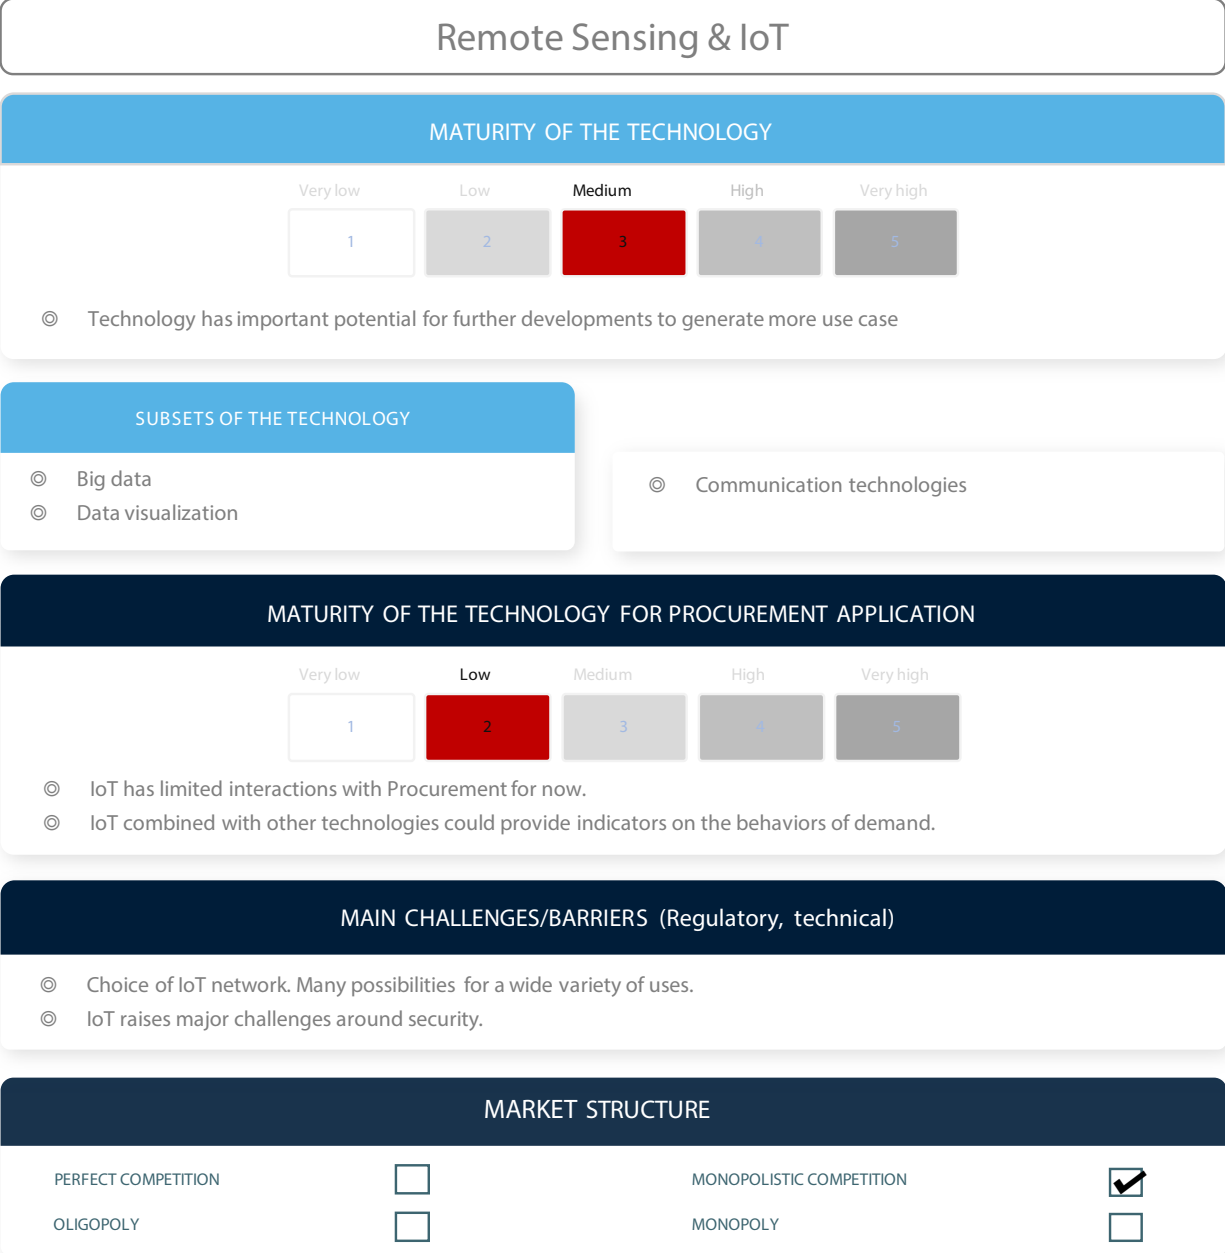 Remote Sensing & IoT
MATURITY OF THE TECHNOLOGY
Very low Low Medium High Very high
1 2 3 4 5
Technology has important potential for further developments to generate more use case
SUBSETS OF THE TECHNOLOGY
Big data
Data visualization
Communication technologies
MATURITY OF THE TECHNOLOGY FOR PROCUREMENT APPLICATION
Very low Low Medium High Very high
1 2 3 4 5
IoT has limited interactions with Procurement for now.
IoT combined with other technologies could provide indicators on the behaviors of demand.
MAIN CHALLENGES/BARRIERS (Regulatory, technical)
Choice of IoT network. Many possibilities for a wide variety of uses.
IoT raises major challenges around security.
MARKET STRUCTURE
PERFECT COMPETITION MONOPOLISTIC COMPETITION
OLIGOPOLY MONOPOLY